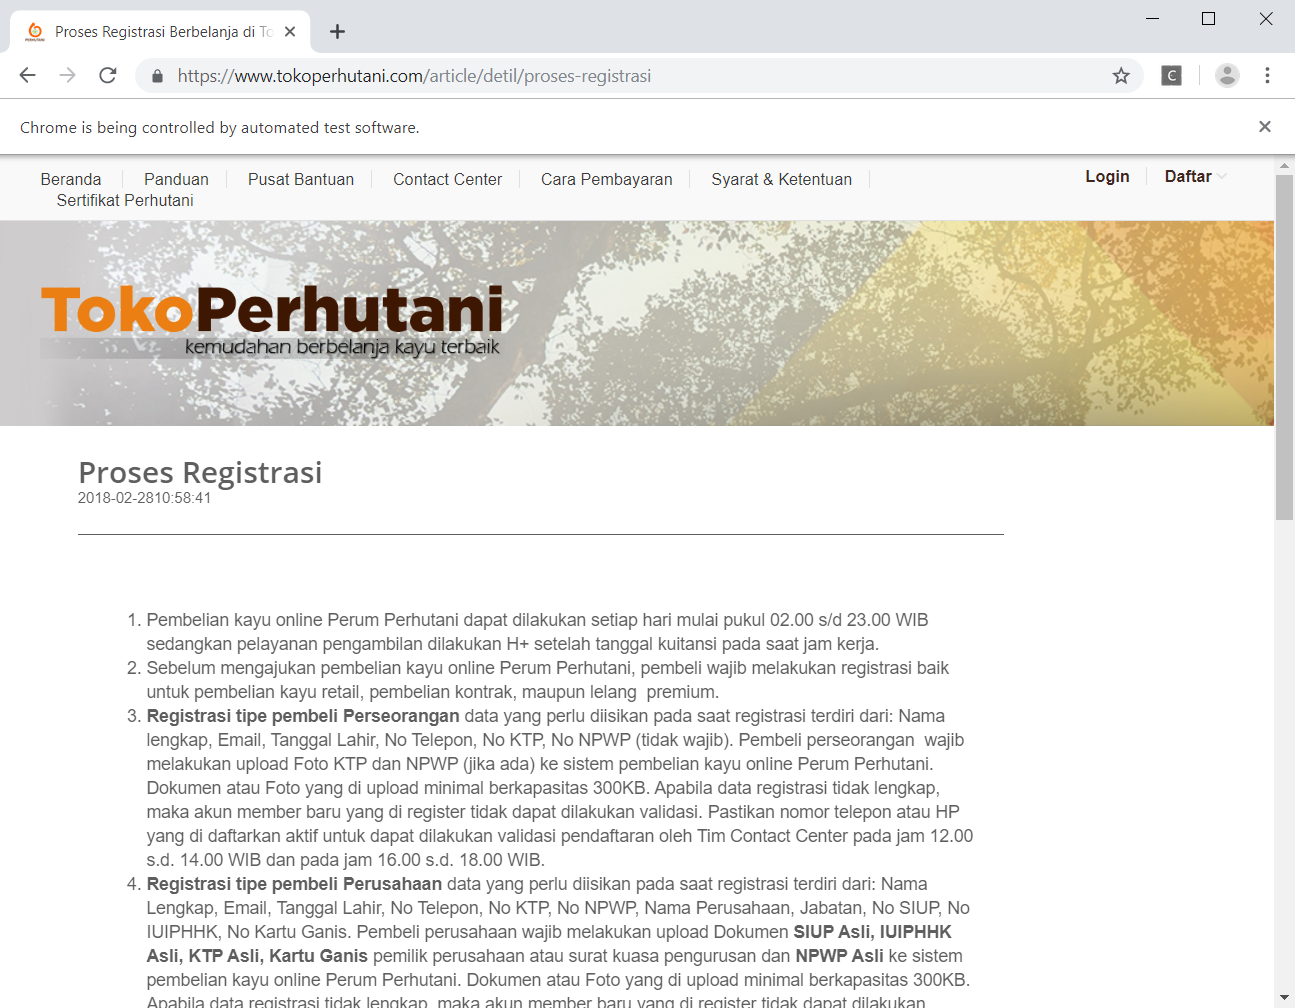 Proses Registrasi Berbelanja di To
https://www.tokoperhutani.com/article/detil/proses-registrasi
C
Chrome is being controlled by automated test software.
Beranda Panduan Pusat Bantuan Contact Center Cara Pembayaran Syarat & Ketentuan Login Daftar
Sertifikat Perhutani
TokoPerhutani
kemudahan berbelanja kayu terbaik
Proses Registrasi
2018-02-2810:58:41
1. Pembelian kayu online Perum Perhutani dapat dilakukan setiap hari mulai pukul 02.00 s/d 23.00 WIB
sedangkan pelayanan pengambilan dilakukan H+ setelah tanggal kuitansi pada saat jam kerja.
2. Sebelum mengajukan pembelian kayu online Perum Perhutani, pembeli wajib melakukan registrasi baik
untuk pembelian kayu retail, pembelian kontrak, maupun lelang premium.
3. Registrasi tipe pembeli Perseorangan data yang perlu diisikan pada saat registrasi terdiri dari: Nama
lengkap, Email, Tanggal Lahir, No Telepon, No KTP, No NPWP (tidak wajib). Pembeli perseorangan wajib
melakukan upload Foto KTP dan NPWP (jika ada) ke sistem pembelian kayu online Perum Perhutani.
Dokumen atau Foto yang di upload minimal berkapasitas 300KB. Apabila data registrasi tidak lengkap,
maka akun member baru yang di register tidak dapat dilakukan validasi. Pastikan nomor telepon atau HP
yang di daftarkan aktif untuk dapat dilakukan validasi pendaftaran oleh Tim Contact Center pada jam 12.00
s.d. 14.00 WIB dan pada jam 16.00 s.d. 18.00 WIB.
4. Registrasi tipe pembeli Perusahaan data yang perlu diisikan pada saat registrasi terdiri dari: Nama
Lengkap, Email, Tanggal Lahir, No Telepon, No KTP, No NPWP, Nama Perusahaan, Jabatan, No SIUP, No
IUIPHHK, No Kartu Ganis. Pembeli perusahaan wajib melakukan upload Dokumen SIUP Asli, IUIPHHK
Asli, KTP Asli, Kartu Ganis pemilik perusahaan atau surat kuasa pengurusan dan NPWP Asli ke sistem
pembelian kayu online Perum Perhutani. Dokumen atau Foto yang di upload minimal berkapasitas 300KB.
Apabila data registrasi tidak lengkap, maka akun member baru yang di register tidak dapat dilakukan